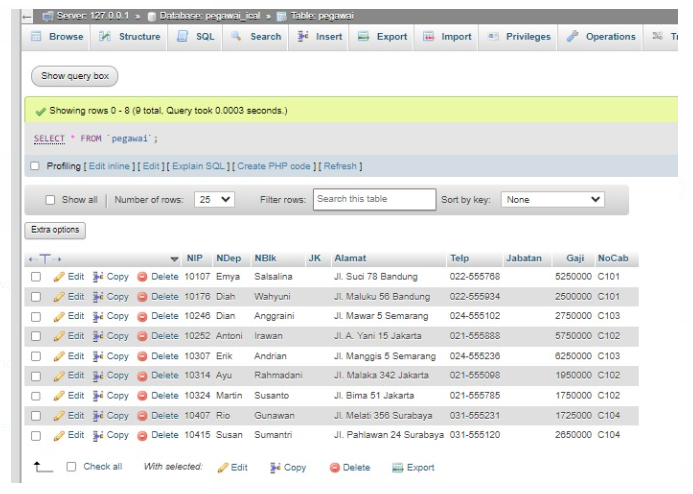 Server: 127.0.0.1 » Database: pegawai_ical » Table: pegawai
Browse Structure SQL Search Insert Export Import Privileges Operations
Show query box
Showing rows 0 - 8 (9 total, Query took 0.0003 seconds.)
SELECT * FROM `pegawai`;
Profiling [ Edit inline ] [ Edit ] [ Explain SQL ] [ Create PHP code ] [ Refresh ]
Show all | Number of rows: 25 Filter rows: Search this table Sort by key: None
Extra options
←T→ NIP NDep NBlk JK Alamat Telp Jabatan Gaji NoCab
Edit Copy Delete 10107 Emya Salsalina Jl. Suci 78 Bandung 022-555768 5250000 C101
Edit Copy Delete 10176 Diah Wahyuni Jl. Maluku 56 Bandung 022-555934 2500000 C101
Edit Copy Delete 10246 Dian Anggraini Jl. Mawar 5 Semarang 024-555102 2750000 C103
Edit Copy Delete 10252 Antoni Irawan Jl. A. Yani 15 Jakarta 021-555888 5750000 C102
Edit Copy Delete 10307 Erik Andrian Jl. Manggis 5 Semarang 024-555236 6250000 C103
Edit Copy Delete 10314 Ayu Rahmadani Jl. Malaka 342 Jakarta 021-555098 1950000 C102
Edit Copy Delete 10324 Martin Susanto Jl. Bima 51 Jakarta 021-555785 1750000 C102
Edit Copy Delete 10407 Rio Gunawan Jl. Melati 356 Surabaya 031-555231 1725000 C104
Edit Copy Delete 10415 Susan Sumantri Jl. Pahlawan 24 Surabaya 031-555120 2650000 C104
Check all With selected: Edit Copy Delete Export